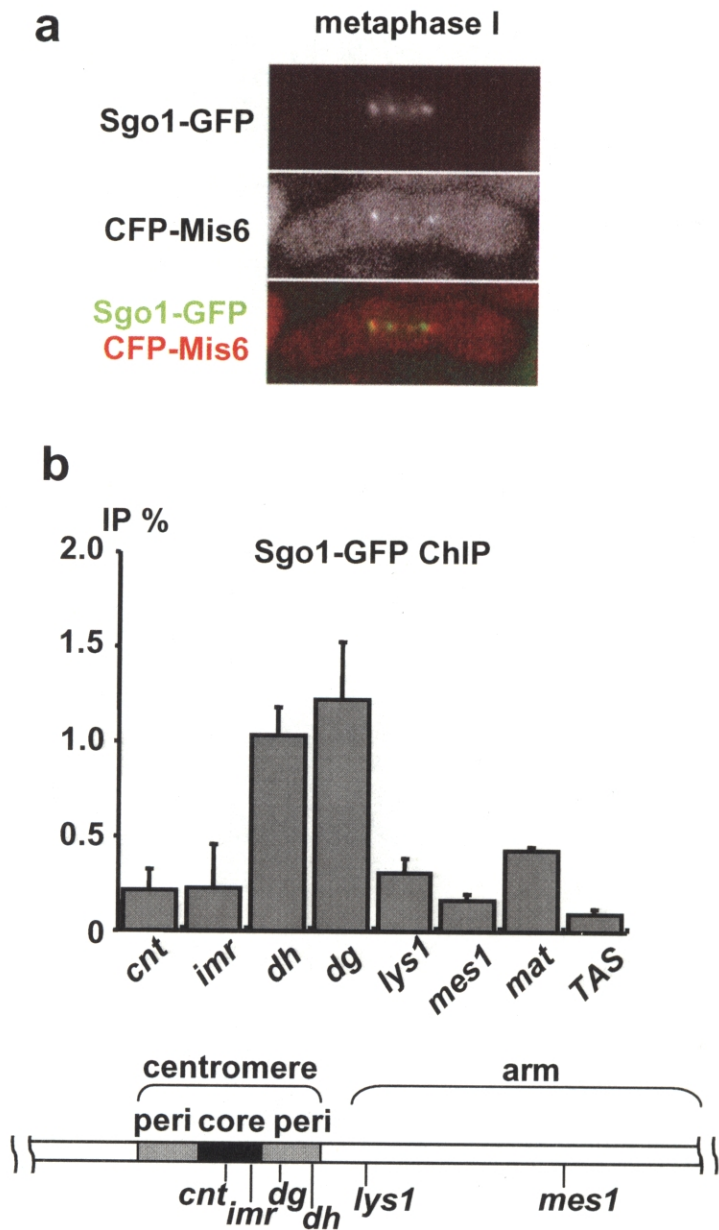 a
metaphase I
Sgo1-GFP
CFP-Mis6
Sgo1-GFP
CFP-Mis6
b
IP %
Sgo1-GFP ChIP
2.0
1.5
1.0
0.5
0
cnt imr dh dg lys1 mes1 mat TAS
centromere arm
peri core peri
cnt imr dg dh lys1 mes1